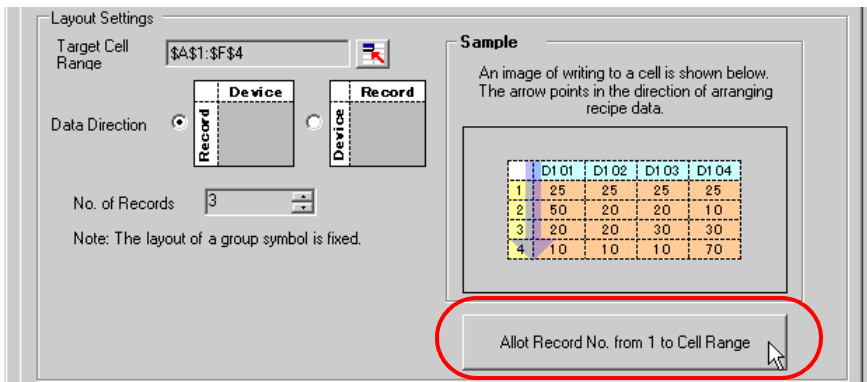 Layout Settings
Target Cell
Range
$A$1:$F$4
Data Direction
Device
Record
Record
Device
No. of Records
3
Note: The layout of a group symbol is fixed.
Sample
An image of writing to a cell is shown below.
The arrow points in the direction of arranging
recipe data.
D101 D102 D103 D104
1 25 25 25 25
2 50 20 20 10
3 20 20 30 30
4 10 10 10 70
Allot Record No. from 1 to Cell Range